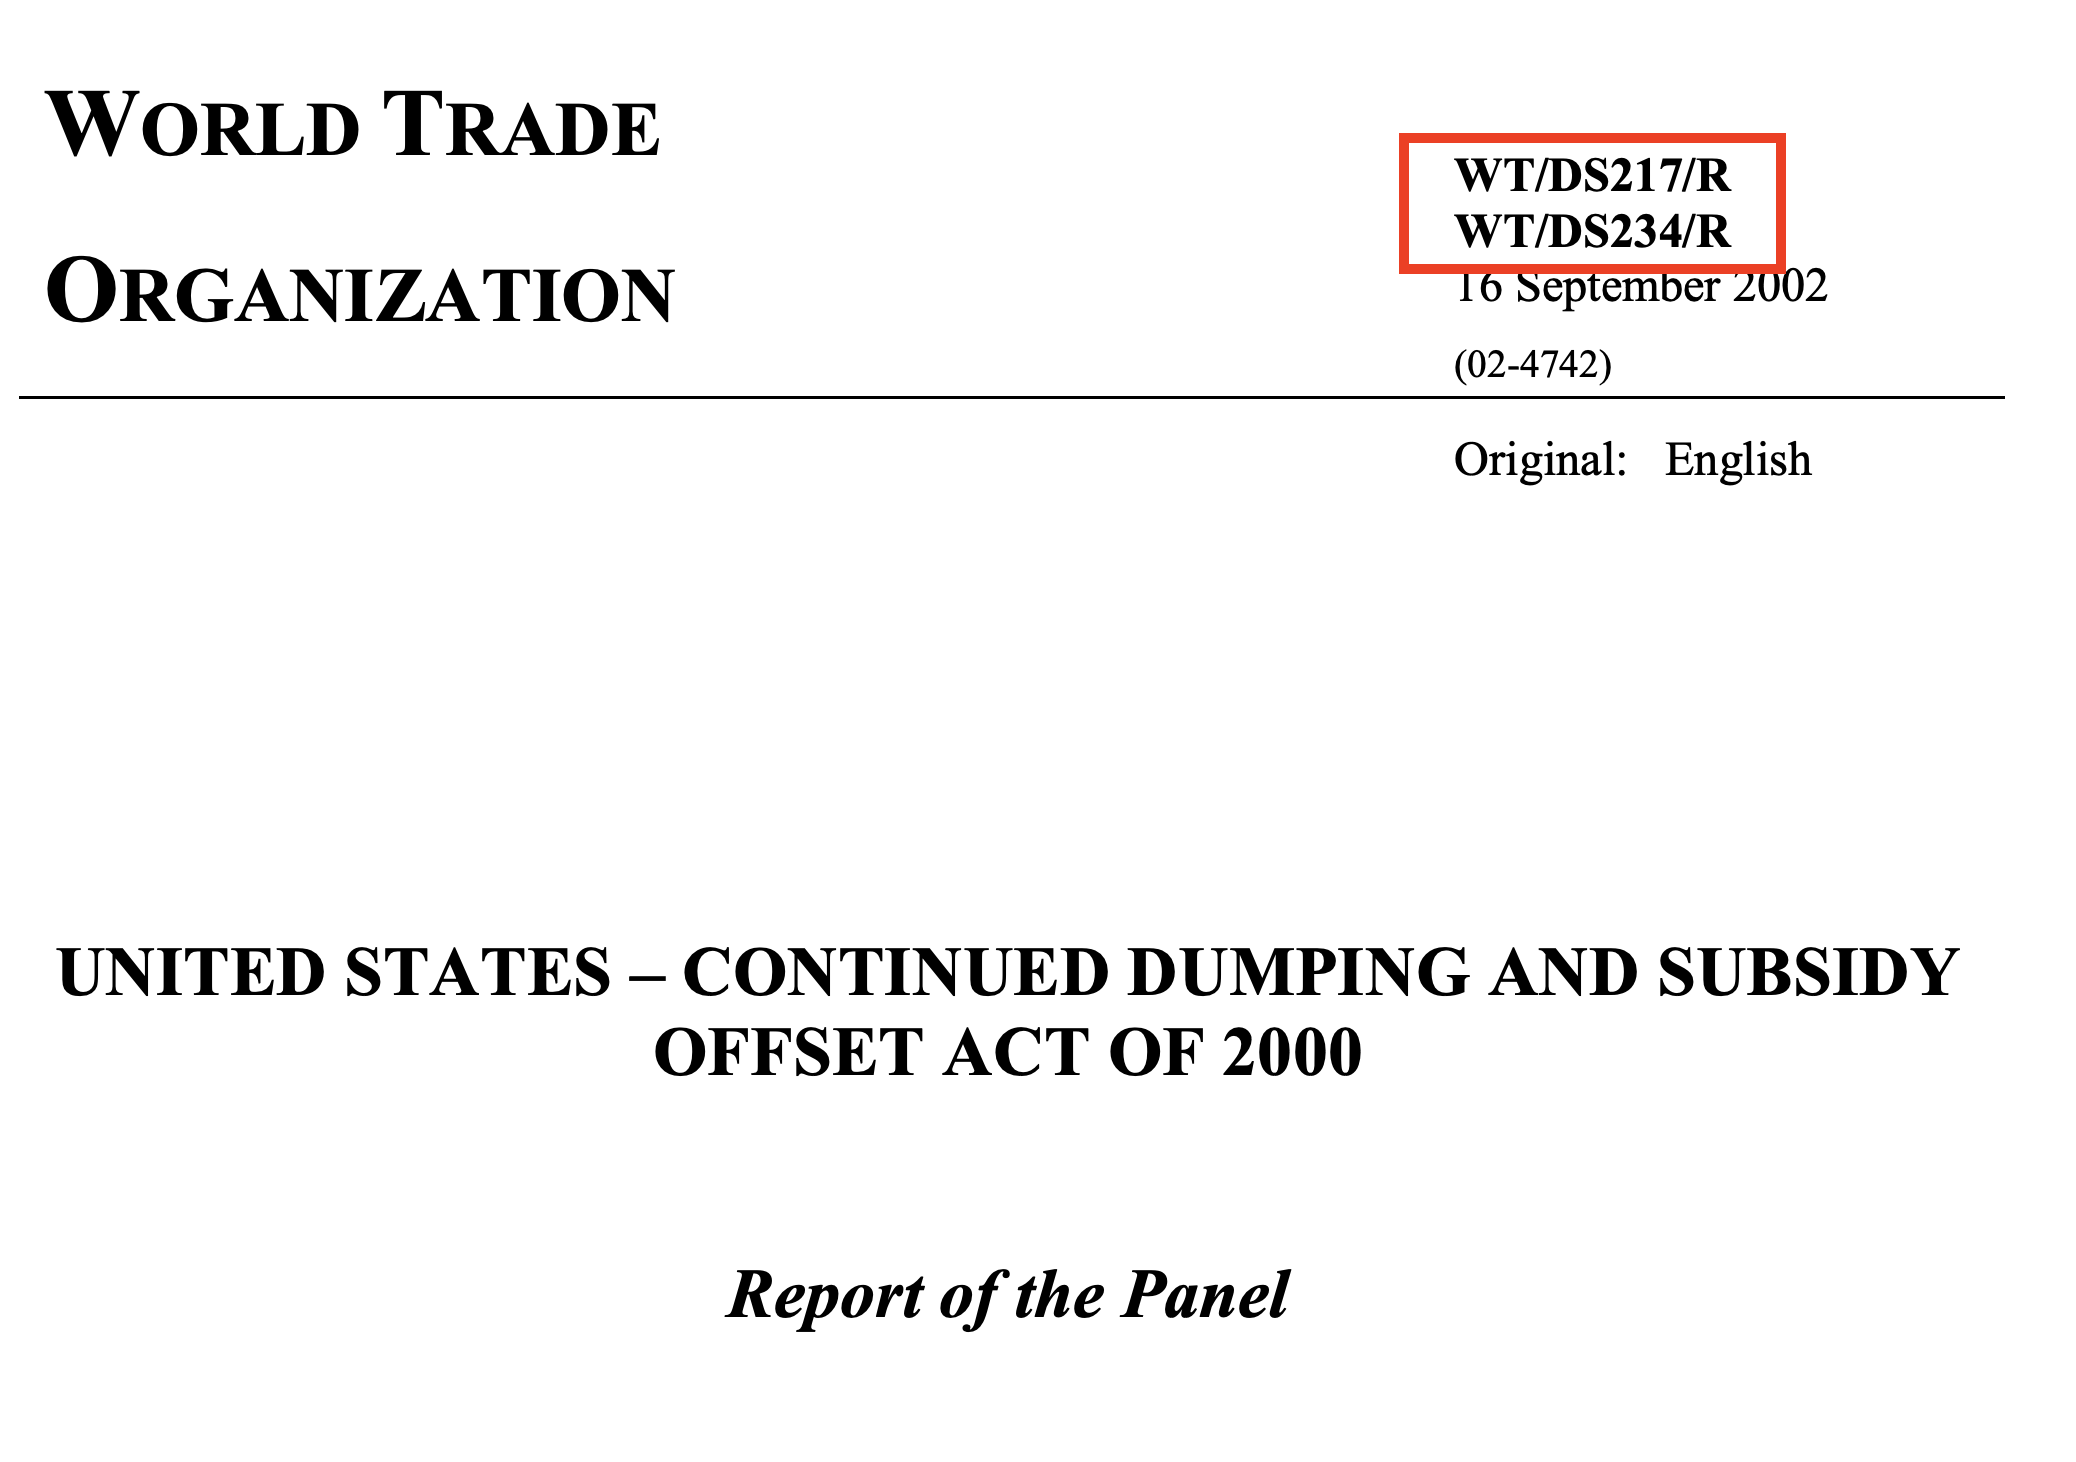 WORLD TRADE
ORGANIZATION
WT/DS217/R
WT/DS234/R
16 September 2002
(02-4742)
Original: English
UNITED STATES – CONTINUED DUMPING AND SUBSIDY
OFFSET ACT OF 2000
Report of the Panel